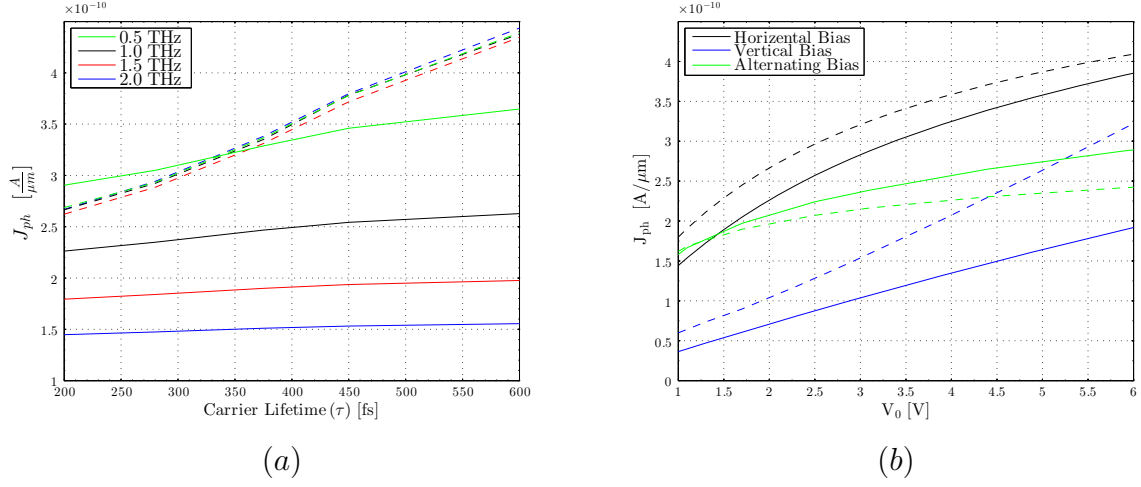 ×10⁻¹⁰
0.5 THz
1.0 THz
1.5 THz
2.0 THz
4
3.5
3
2.5
2
1.5
1
J_ph [A/μm]
200 250 300 350 400 450 500 550 600
Carrier Lifetime (τ) [fs]
(a)
×10⁻¹⁰
Horizontal Bias
Vertical Bias
Alternating Bias
4
3.5
3
2.5
2
1.5
1
0.5
0
J_ph [A/μm]
1 1.5 2 2.5 3 3.5 4 4.5 5 5.5 6
V_0 [V]
(b)